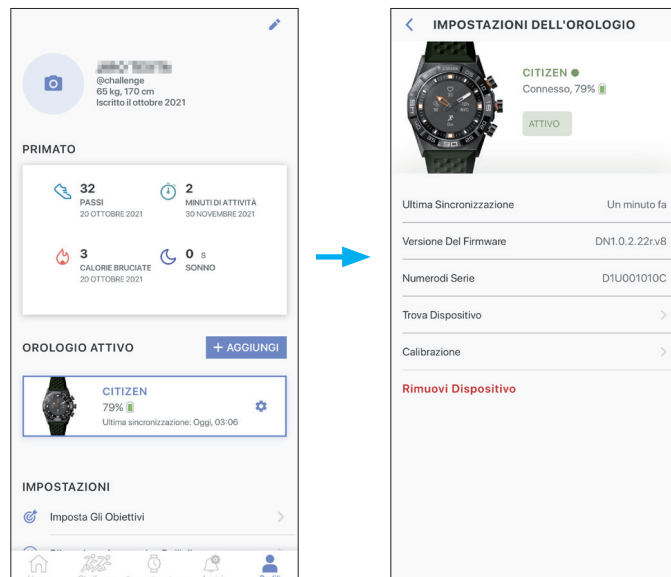 @challenge
65 kg, 170 cm
Iscritto il ottobre 2021
PRIMATO
32
PASSI
20 OTTOBRE 2021
2
MINUTI DI ATTIVITÀ
30 NOVEMBRE 2021
3
CALORIE BRUCIATE
20 OTTOBRE 2021
0 S
SONNO
OROLOGIO ATTIVO
+ AGGIUNGI
CITIZEN
79%
Ultima sincronizzazione: Oggi, 03:06
IMPOSTAZIONI
Imposta Gli Obiettivi
IMPOSTAZIONI DELL'OROLOGIO
CITIZEN
Connesso, 79%
ATTIVO
Ultima Sincronizzazione Un minuto fa
Versione Del Firmware DN1.0.2.22r.v8
Numerodi Serie D1U001010C
Trova Dispositivo
Calibrazione
Rimuovi Dispositivo